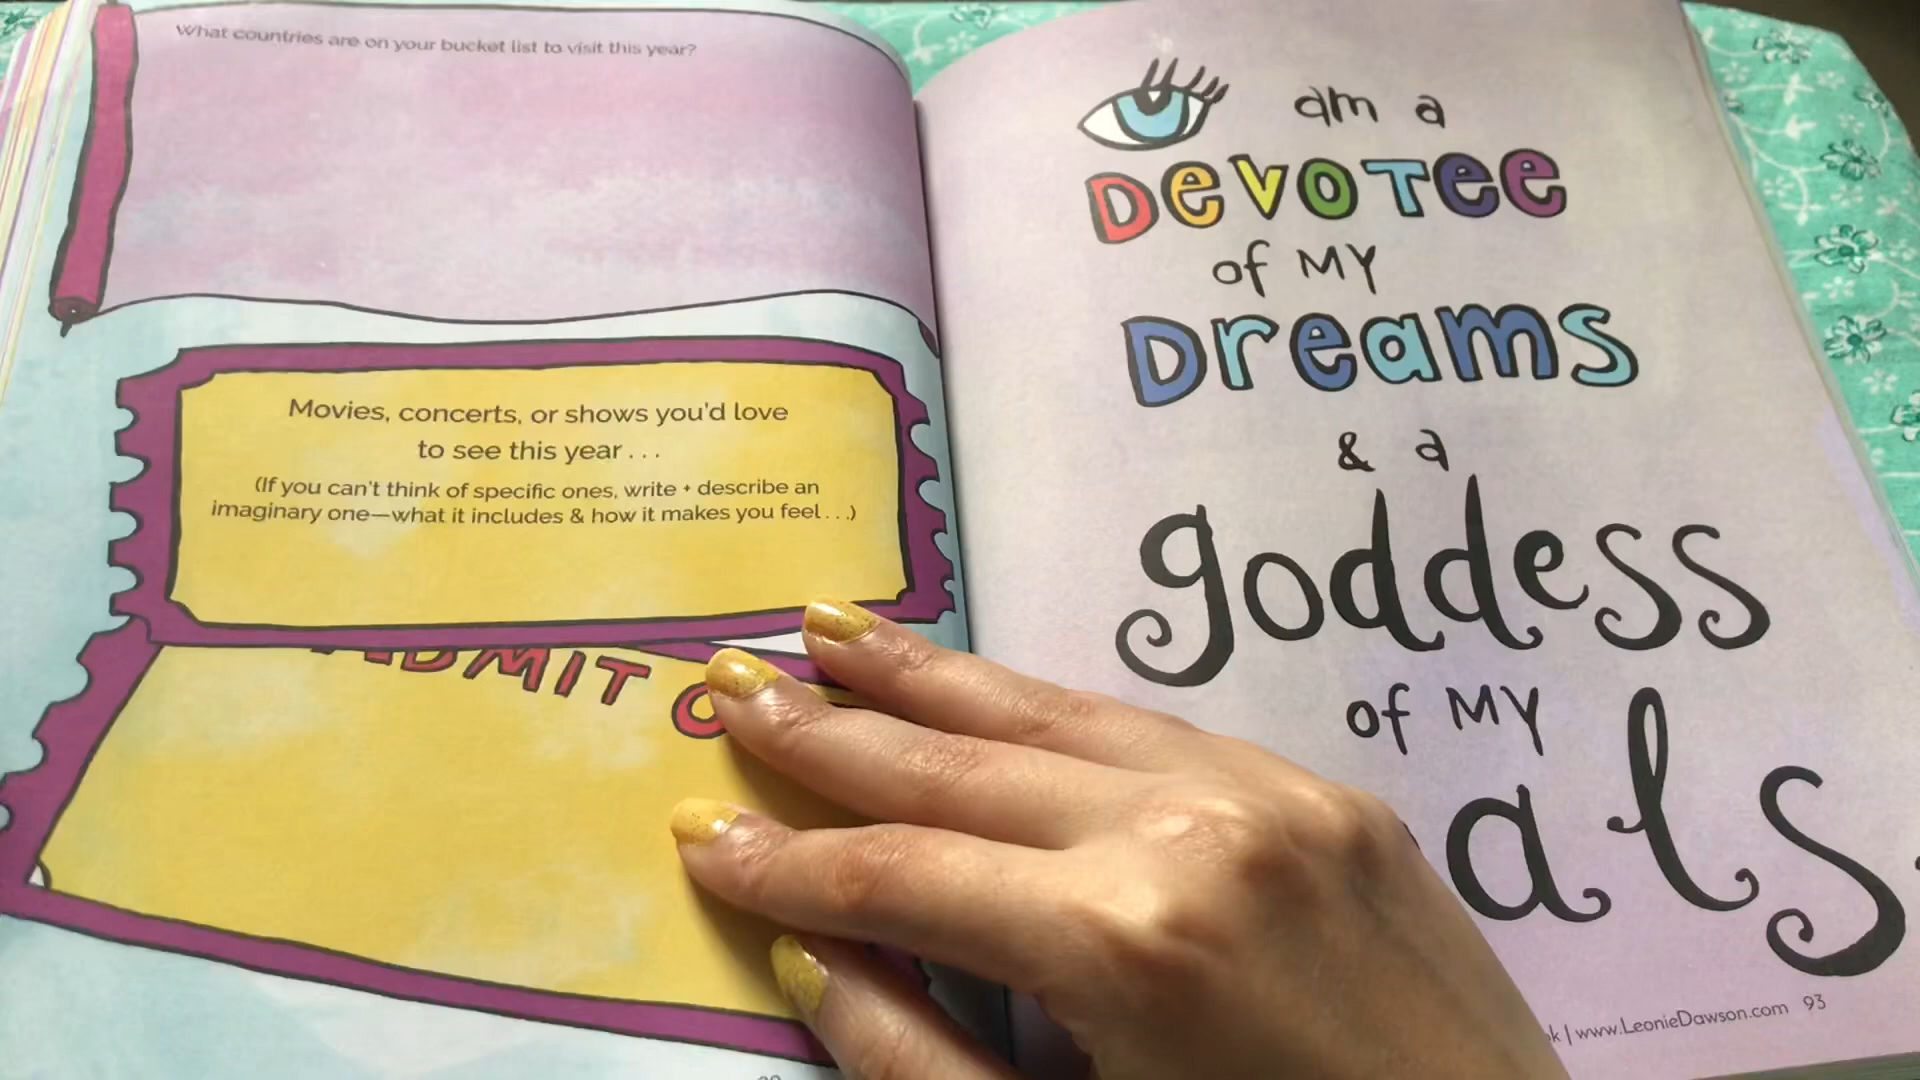 What countries are on your bucket list to visit this year?
Movies, concerts, or shows you'd love
to see this year . . .
(If you can't think of specific ones, write + describe an
imaginary one—what it includes & how it makes you feel . . .)
ADMIT
am a
DevoTee
of MY
Dreams
& a
goddess
of MY
als.
| www.LeonieDawson.com 93